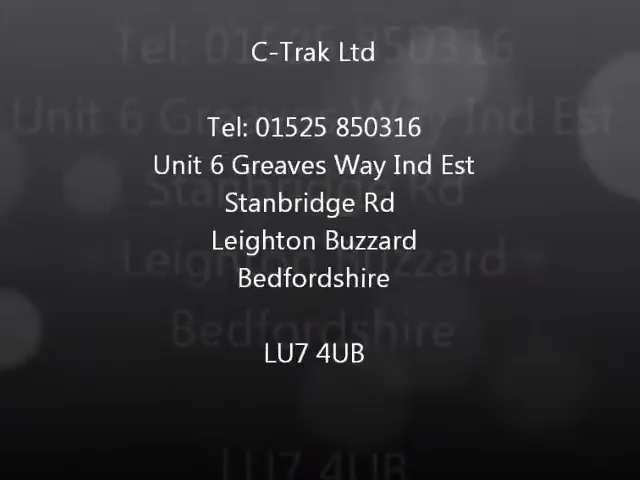 C-Trak Ltd
Tel: 01525 850316
Unit 6 Greaves Way Ind Est
Stanbridge Rd
Leighton Buzzard
Bedfordshire
LU7 4UB